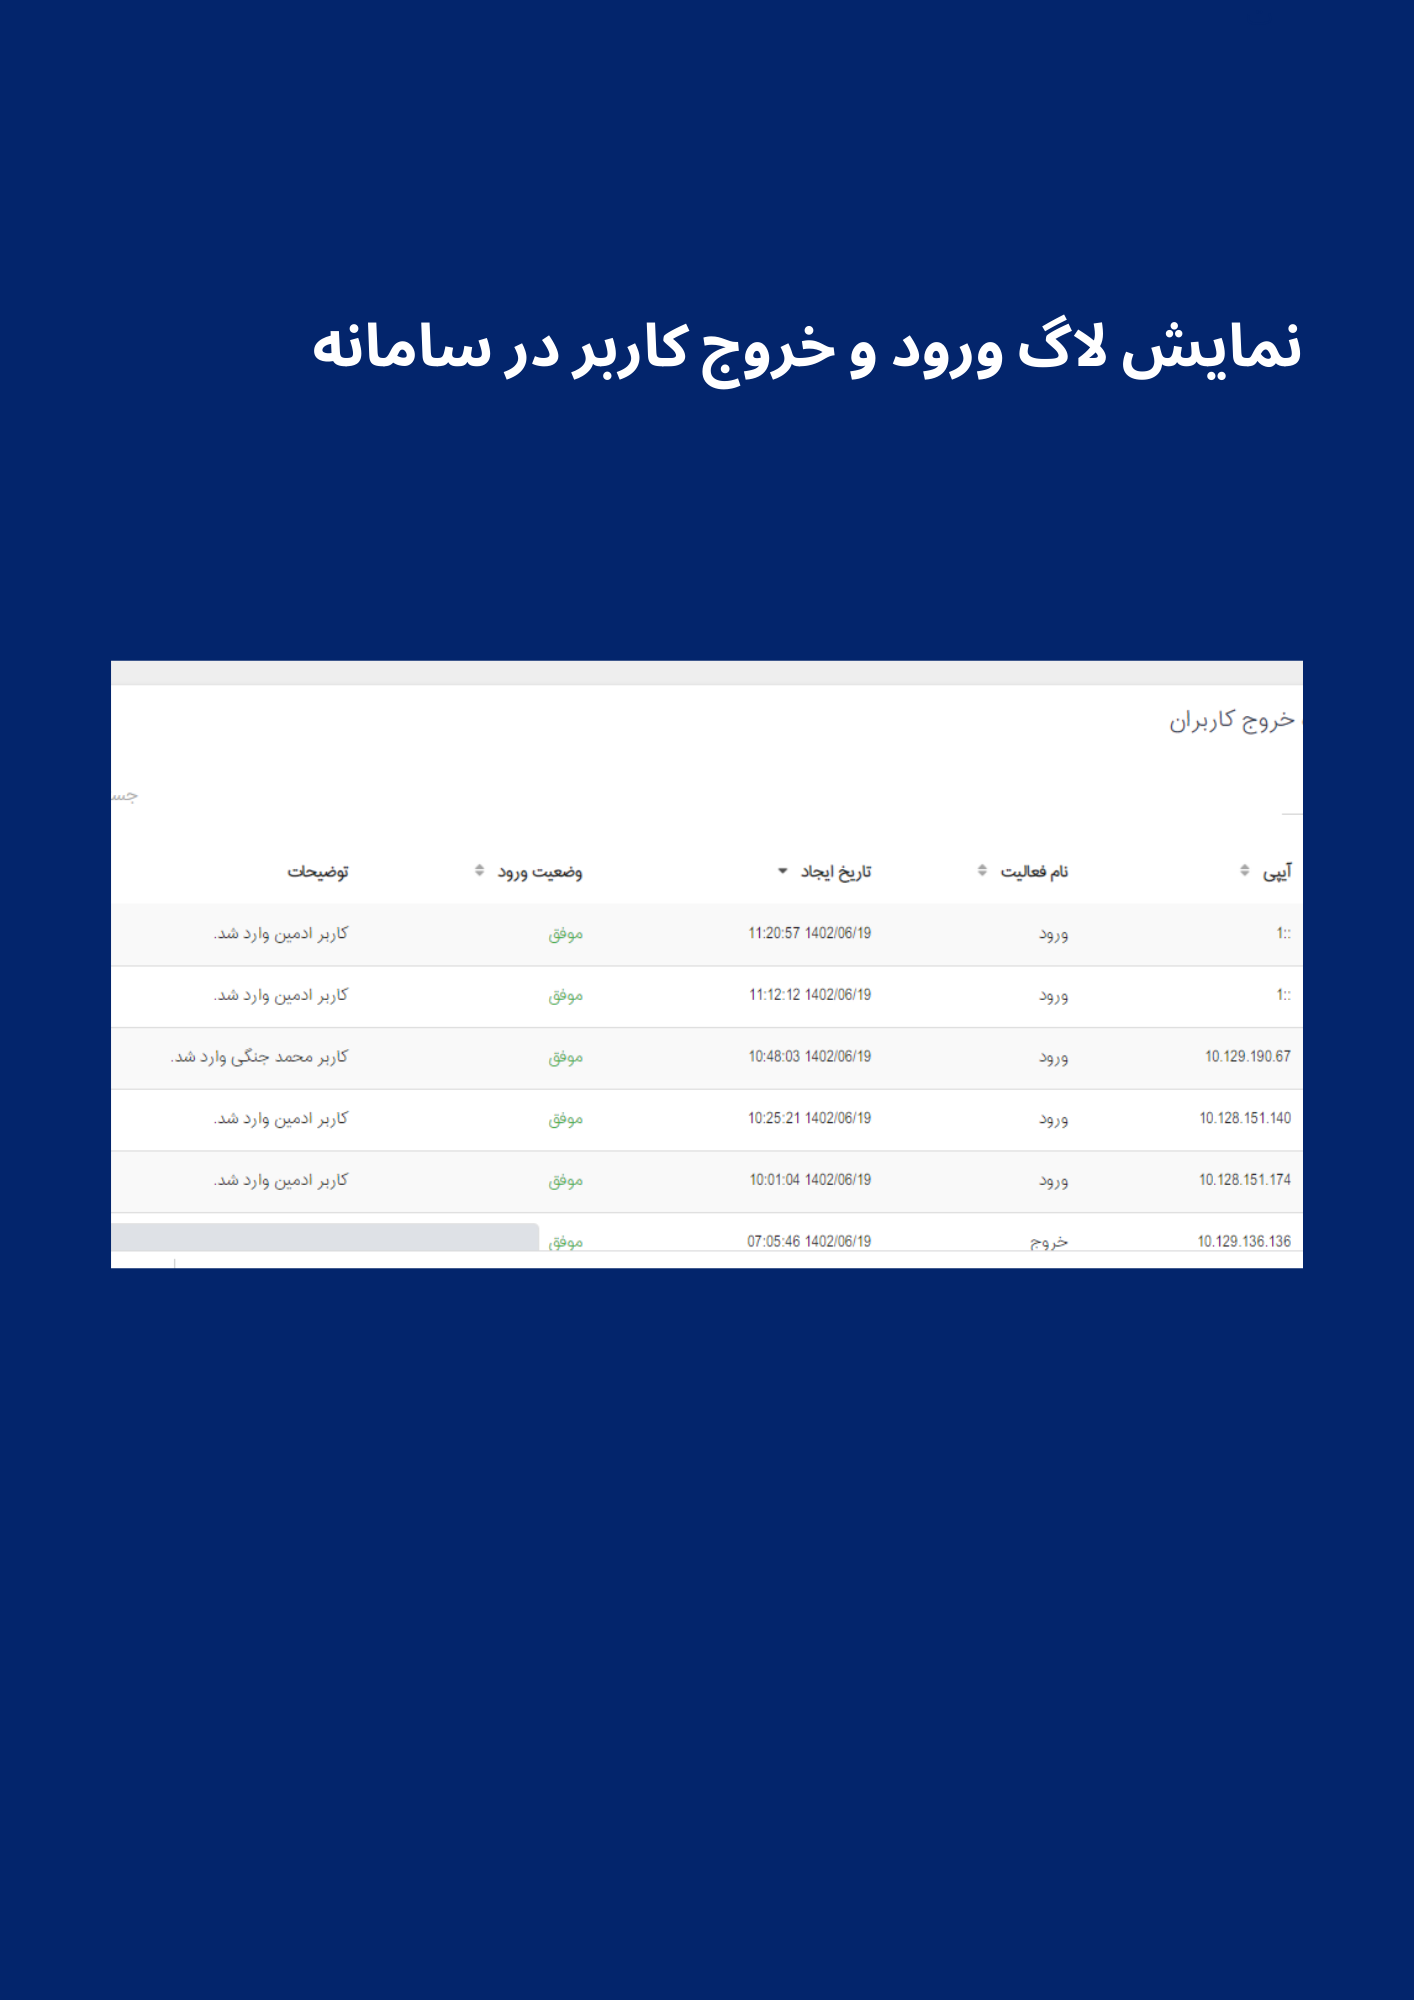 نمایش لاگ ورود و خروج کاربر در سامانه
خروج کاربران
آیپی نام فعالیت تاریخ ایجاد وضعیت ورود توضیحات
::1 ورود 1402/06/19 11:20:57 موفق کاربر ادمین وارد شد.
::1 ورود 1402/06/19 11:12:12 موفق کاربر ادمین وارد شد.
10.129.190.67 ورود 1402/06/19 10:48:03 موفق کاربر محمد جنگی وارد شد.
10.128.151.140 ورود 1402/06/19 10:25:21 موفق کاربر ادمین وارد شد.
10.128.151.174 ورود 1402/06/19 10:01:04 موفق کاربر ادمین وارد شد.
10.129.136.136 خروج 1402/06/19 07:05:46 موفق